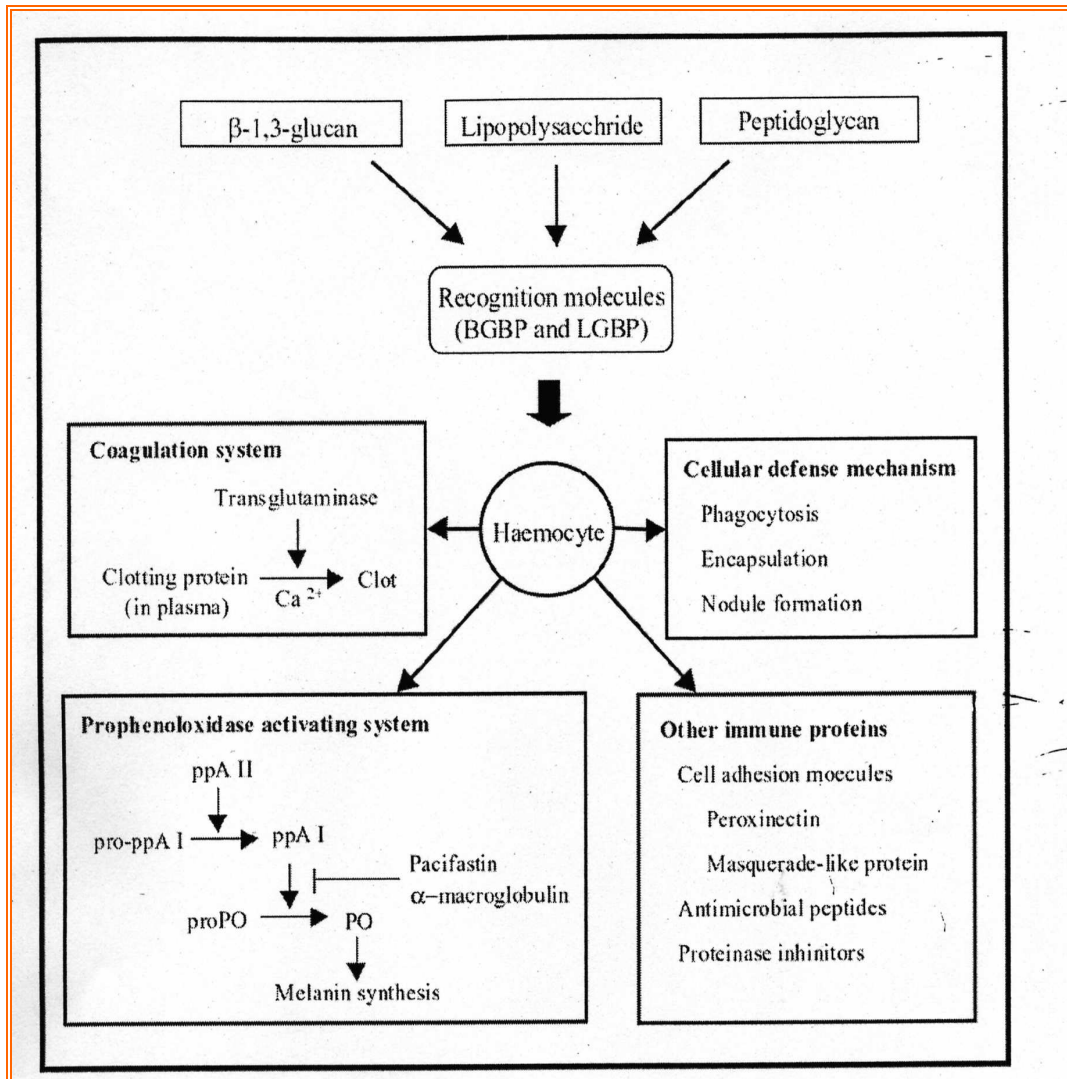 β-1,3-glucan
Lipopolysacchride
Peptidoglycan
Recognition molecules
(BGBP and LGBP)
Coagulation system
Transglutaminase
Clotting protein
(in plasma)
Ca 2+
Clot
Haemocyte
Cellular defense mechanism
Phagocytosis
Encapsulation
Nodule formation
Prophenoloxidase activating system
ppA II
pro-ppA I
ppA I
Pacifastin
α-macroglobulin
proPO
PO
Melanin synthesis
Other immune proteins
Cell adhesion moecules
Peroxinectin
Masquerade-like protein
Antimicrobial peptides
Proteinase inhinitors